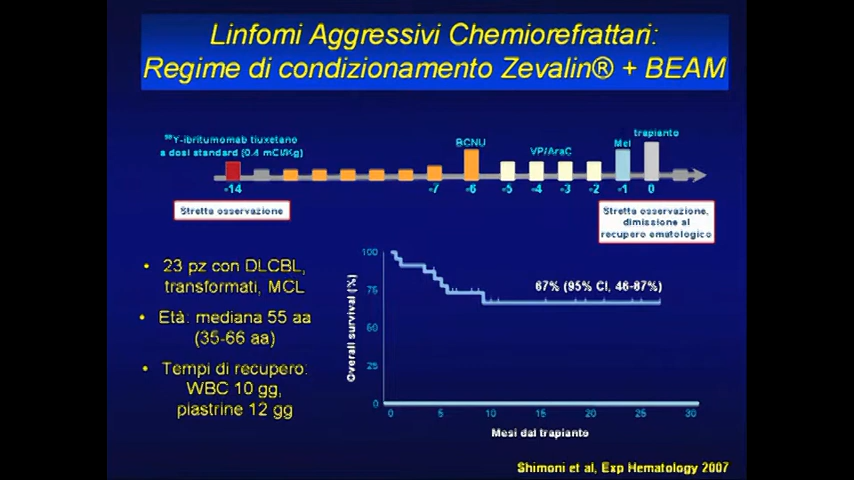 Linfomi Aggressivi Chemiorefrattari:
Regime di condizionamento Zevalin® + BEAM
⁹⁰Y-ibritumomab tiuxetano
a dosi standard (0.4 mCi/Kg)
BCNU
VP/AraC
Mel
trapianto
-14
-7
-6
-5
-4
-3
-2
-1
0
Stretta osservazione
Stretta osservazione,
dimissione al
recupero ematologico
• 23 pz con DLCBL,
transformati, MCL
• Età: mediana 55 aa
(35-66 aa)
• Tempi di recupero:
WBC 10 gg,
piastrine 12 gg
Overall survival (%)
100
75
60
25
0
67% (95% CI, 46-87%)
0 5 10 15 20 25 30
Mesi dal trapianto
Shimoni et al, Exp Hematology 2007